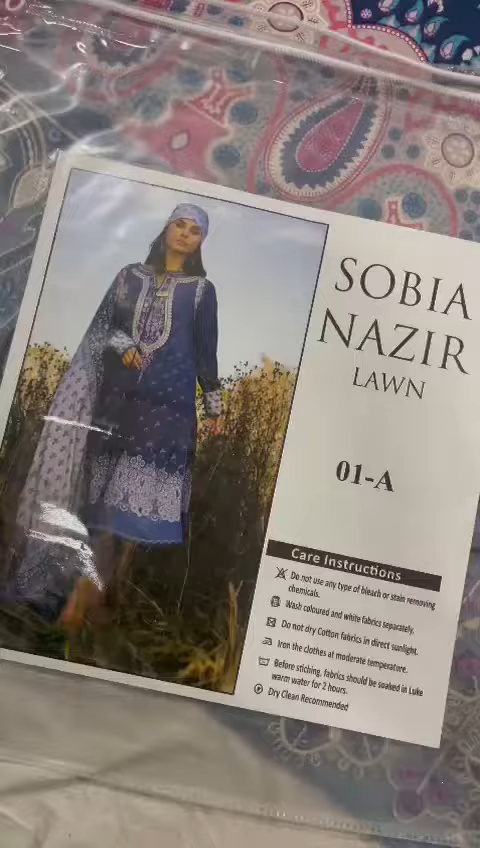 SOBIA
NAZIR
LAWN
01-A
Care Instructions
Do not use any type of bleach or stain removing
chemicals.
Wash coloured and white fabrics separately.
Do not dry Cotton fabrics in direct sunlight.
Iron the clothes at moderate temperature.
Before stiching, fabrics should be soaked in Luke
warm water for 2 hours.
Dry Clean Recommended